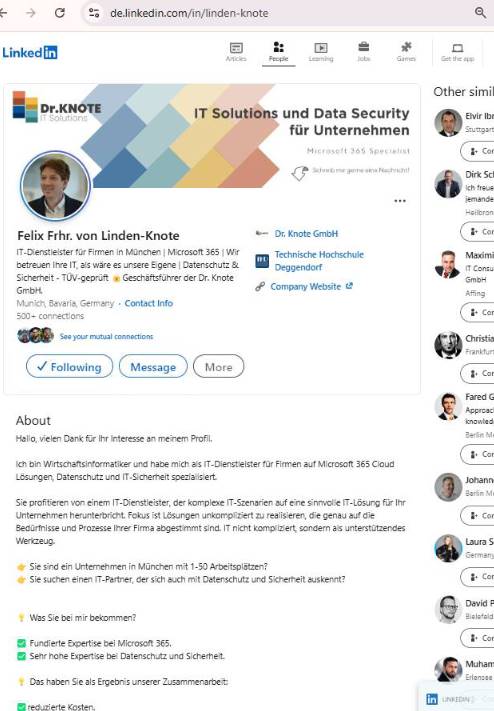 de.linkedin.com/in/linden-knote
Linked in
Articles
People
Learning
Jobs
Games
Get the app
Other simil
Dr.KNOTE
IT Solutions
IT Solutions und Data Security
für Unternehmen
Microsoft 365 Specialist
Schreib mir gerne eine Nachricht!
Felix Frhr. von Linden-Knote
IT-Dienstleister für Firmen in München | Microsoft 365 | Wir
betreuen Ihre IT, als wäre es unsere Eigene | Datenschutz &
Sicherheit - TÜV-geprüft Geschäftsführer der Dr. Knote
GmbH.
Munich, Bavaria, Germany · Contact Info
500+ connections
See your mutual connections
Dr. Knote GmbH
Technische Hochschule
Deggendorf
Company Website
Following
Message
More
About
Hallo, vielen Dank für Ihr Interesse an meinem Profil.
Ich bin Wirtschaftsinformatiker und habe mich als IT-Dienstleister für Firmen auf Microsoft 365 Cloud
Lösungen, Datenschutz und IT-Sicherheit spezialisiert.
Sie profitieren von einem IT-Dienstleister, der komplexe IT-Szenarien auf eine sinnvolle IT-Lösung für Ihr
Unternehmen herunterbricht. Fokus ist Lösungen unkompliziert zu realisieren, die genau auf die
Bedürfnisse und Prozesse Ihrer Firma abgestimmt sind. IT nicht kompliziert, sondern als unterstützendes
Werkzeug.
Sie sind ein Unternehmen in München mit 1-50 Arbeitsplätzen?
Sie suchen einen IT-Partner, der sich auch mit Datenschutz und Sicherheit auskennt?
Was Sie bei mir bekommen?
Fundierte Expertise bei Microsoft 365.
Sehr hohe Expertise bei Datenschutz und Sicherheit.
Das haben Sie als Ergebnis unserer Zusammenarbeit:
reduzierte Kosten.
Elvir Ibr
Stuttgart
Con
Dirk Sch
Ich freue
jemande
Heilbron
Con
Maximi
IT Consu
GmbH
Affing
Con
Christia
Frankfurt
Con
Fared G
Approac
knowled
Berlin Me
Con
Johann
Berlin Me
Con
Laura S
Germany
Con
David P
Bielefeld
Con
Muham
Erlensee
LINKEDIN